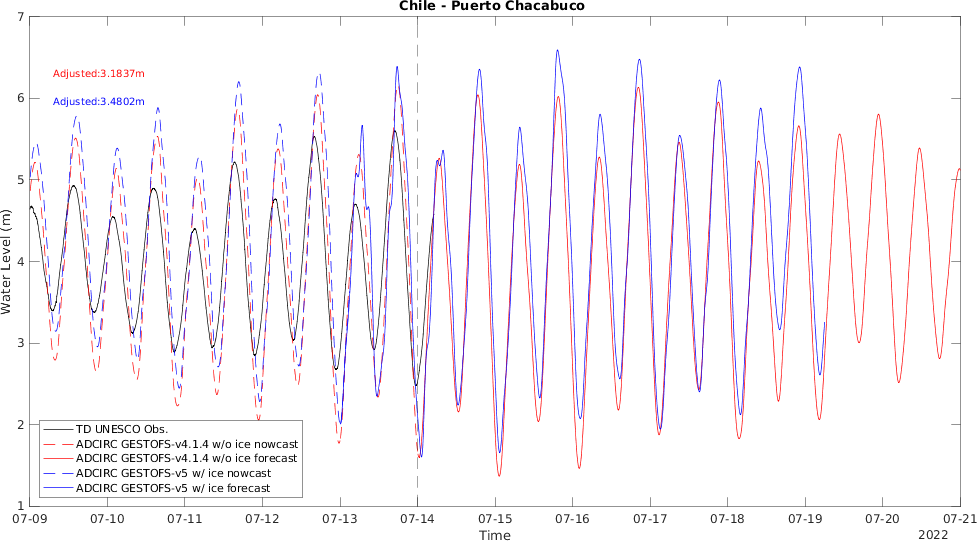 Chile - Puerto Chacabuco
7
Adjusted:3.1837m
6
Adjusted:3.4802m
5
4
Water Level (m)
3
2
TD UNESCO Obs.
ADCIRC GESTOFS-v4.1.4 w/o ice nowcast
ADCIRC GESTOFS-v4.1.4 w/o ice forecast
ADCIRC GESTOFS-v5 w/ ice nowcast
ADCIRC GESTOFS-v5 w/ ice forecast
1
07-09 07-10 07-11 07-12 07-13 07-14 07-15 07-16 07-17 07-18 07-19 07-20 07-21
Time
2022